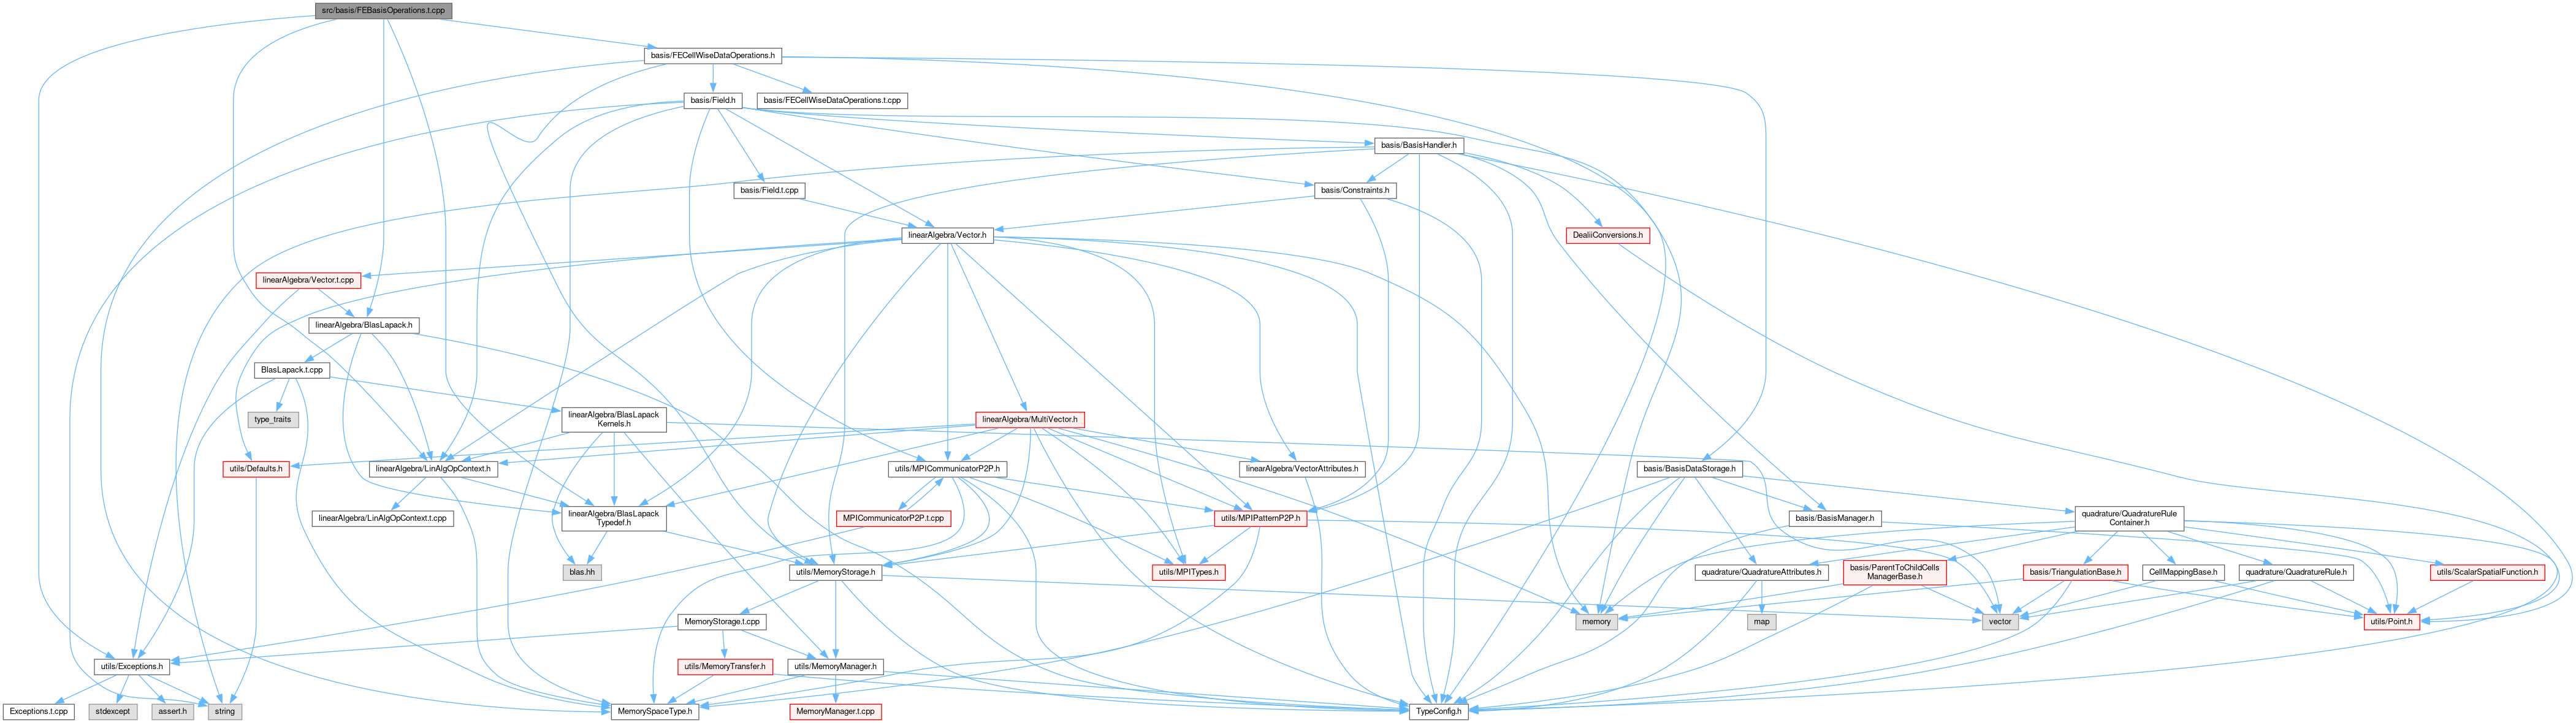 src/basis/FEBasisOperations.t.cpp
basis/FECellWiseDataOperations.h
basis/Field.h
basis/FECellWiseDataOperations.t.cpp
basis/BasisHandler.h
basis/Field.t.cpp
basis/Constraints.h
linearAlgebra/Vector.h
DealiiConversions.h
linearAlgebra/Vector.t.cpp
linearAlgebra/BlasLapack.h
BlasLapack.t.cpp
type_traits
linearAlgebra/BlasLapack
Kernels.h
linearAlgebra/MultiVector.h
utils/Defaults.h
linearAlgebra/LinAlgOpContext.h
utils/MPICommunicatorP2P.h
linearAlgebra/VectorAttributes.h
basis/BasisDataStorage.h
linearAlgebra/LinAlgOpContext.t.cpp
linearAlgebra/BlasLapack
Typedef.h
MPICommunicatorP2P.t.cpp
utils/MPIPatternP2P.h
basis/BasisManager.h
quadrature/QuadratureRule
Container.h
blas.hh
utils/MemoryStorage.h
utils/MPITypes.h
quadrature/QuadratureAttributes.h
basis/ParentToChildCells
ManagerBase.h
basis/TriangulationBase.h
CellMappingBase.h
quadrature/QuadratureRule.h
utils/ScalarSpatialFunction.h
MemoryStorage.t.cpp
memory
map
vector
utils/Point.h
utils/Exceptions.h
utils/MemoryTransfer.h
utils/MemoryManager.h
Exceptions.t.cpp
stdexcept
assert.h
string
MemorySpaceType.h
MemoryManager.t.cpp
TypeConfig.h